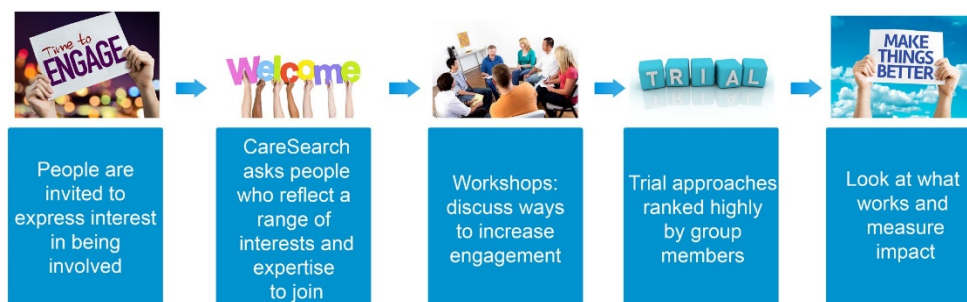 Time to
ENGAGE
Welcome
TRIAL
MAKE
THINGS
BETTER
People are
invited to
express interest
in being
involved
CareSearch
asks people
who reflect a
range of
interests and
expertise
to join
Workshops:
discuss ways
to increase
engagement
Trial approaches
ranked highly
by group
members
Look at what
works and
measure
impact